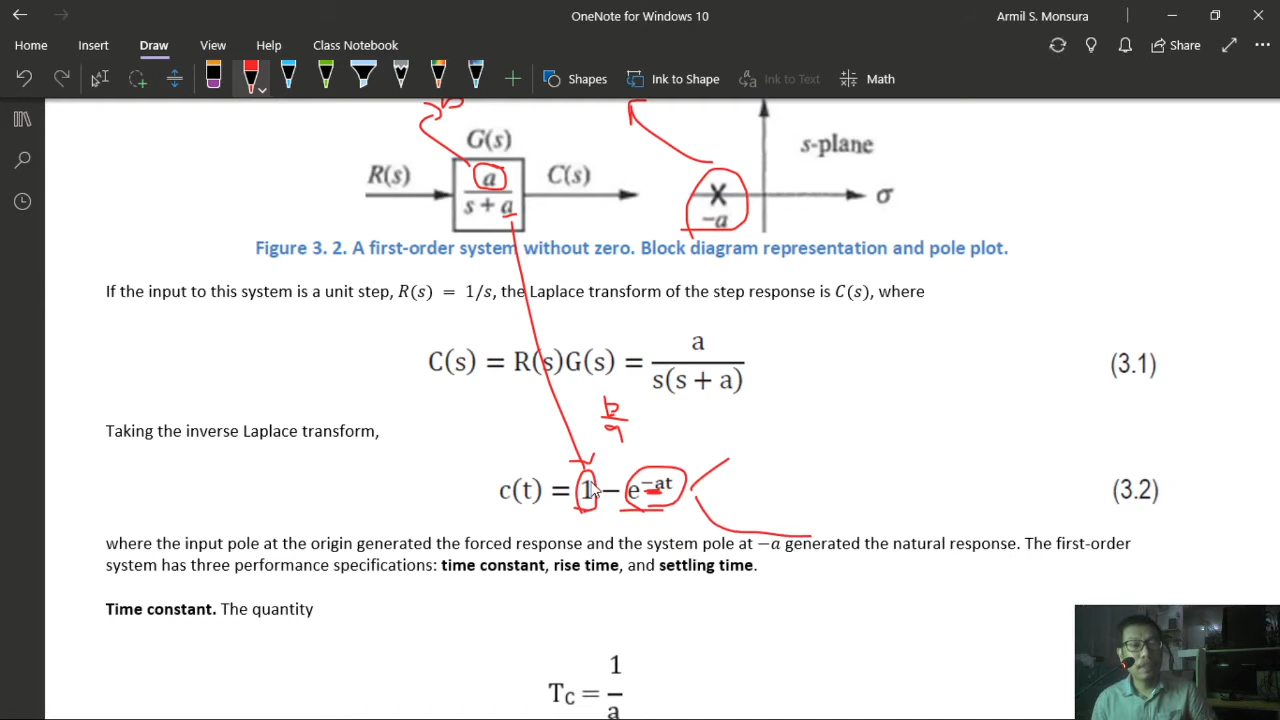 OneNote for Windows 10
Armil S. Monsura
Home Insert Draw View Help Class Notebook
Share
Shapes
Ink to Shape
Ink to Text
Math
G(s)
R(s)
a
s + a
C(s)
s-plane
σ
X
−a
Figure 3. 2. A first-order system without zero. Block diagram representation and pole plot.
If the input to this system is a unit step, R(s) = 1/s, the Laplace transform of the step response is C(s), where
C(s) = R(s)G(s) = a / s(s + a) (3.1)
b
a
Taking the inverse Laplace transform,
c(t) = 1 − e^−at (3.2)
where the input pole at the origin generated the forced response and the system pole at −a generated the natural response. The first-order
system has three performance specifications: time constant, rise time, and settling time.
Time constant. The quantity
T_C = 1 / a